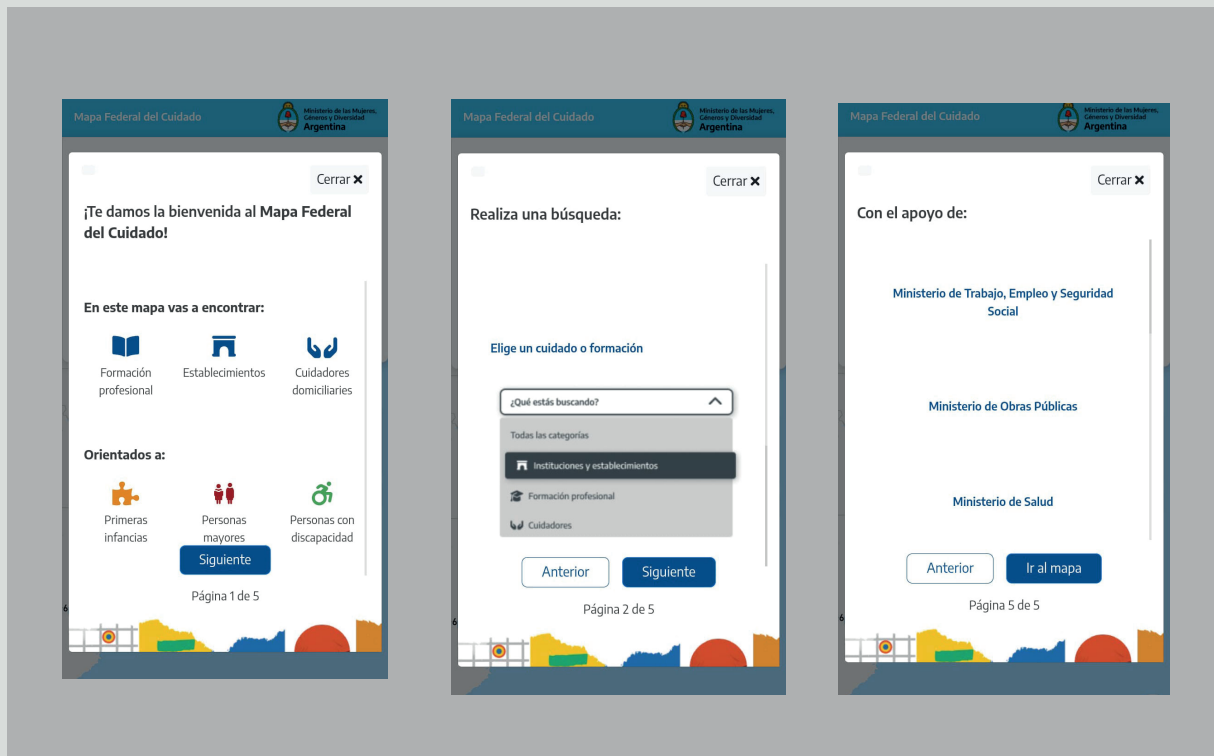 Mapa Federal del Cuidado
Ministerio de las Mujeres,
Géneros y Diversidad
Argentina
Cerrar ×
¡Te damos la bienvenida al Mapa Federal
del Cuidado!
En este mapa vas a encontrar:
Formación
profesional
Establecimientos
Cuidadores
domiciliaries
Orientados a:
Primeras
infancias
Personas
mayores
Personas con
discapacidad
Siguiente
Página 1 de 5
6
Mapa Federal del Cuidado
Ministerio de las Mujeres,
Géneros y Diversidad
Argentina
Cerrar ×
Realiza una búsqueda:
Elige un cuidado o formación
¿Qué estás buscando?
Todas las categorías
Instituciones y establecimientos
Formación profesional
Cuidadores
Anterior
Siguiente
Página 2 de 5
6
Mapa Federal del Cuidado
Ministerio de las Mujeres,
Géneros y Diversidad
Argentina
Cerrar ×
Con el apoyo de:
Ministerio de Trabajo, Empleo y Seguridad
Social
Ministerio de Obras Públicas
Ministerio de Salud
Anterior
Ir al mapa
Página 5 de 5
6